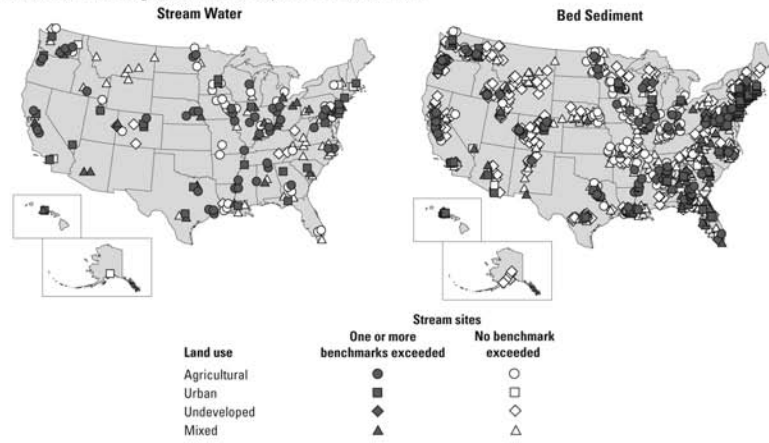 Stream Water
Bed Sediment
Stream sites
Land use
One or more benchmarks exceeded
No benchmark exceeded
Agricultural
Urban
Undeveloped
Mixed